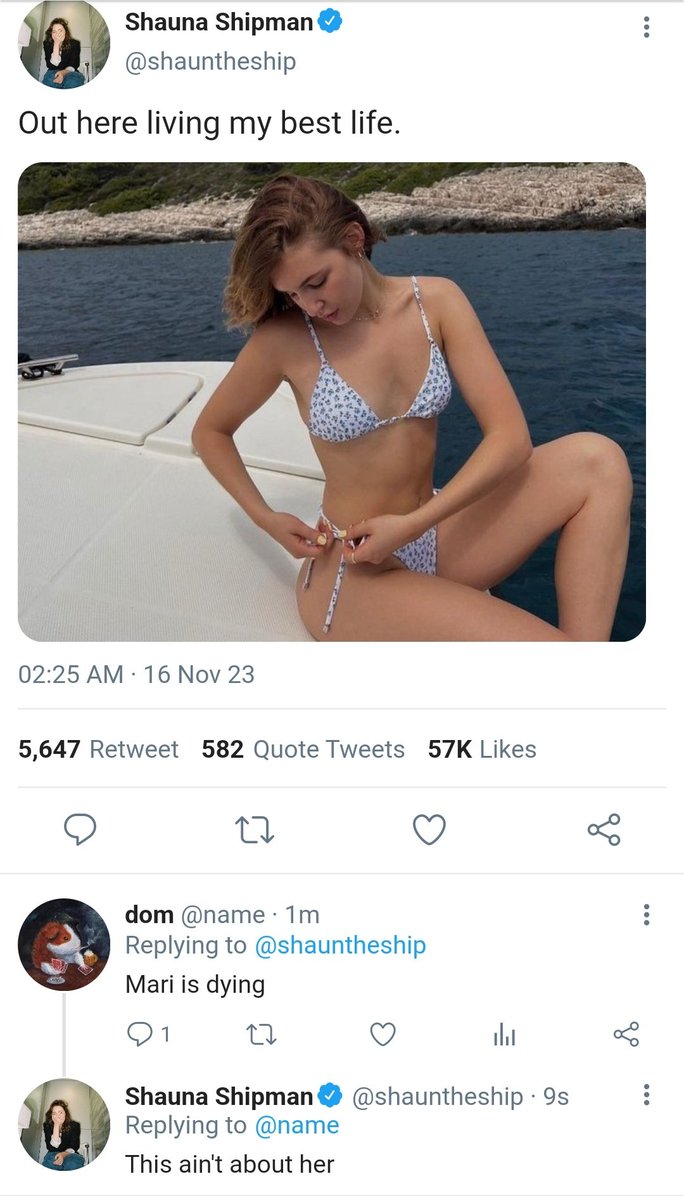 Shauna Shipman
@shauntheship
Out here living my best life.
02:25 AM · 16 Nov 23
5,647 Retweet 582 Quote Tweets 57K Likes
dom @name · 1m
Replying to @shauntheship
Mari is dying
1
Shauna Shipman @shauntheship · 9s
Replying to @name
This ain't about her